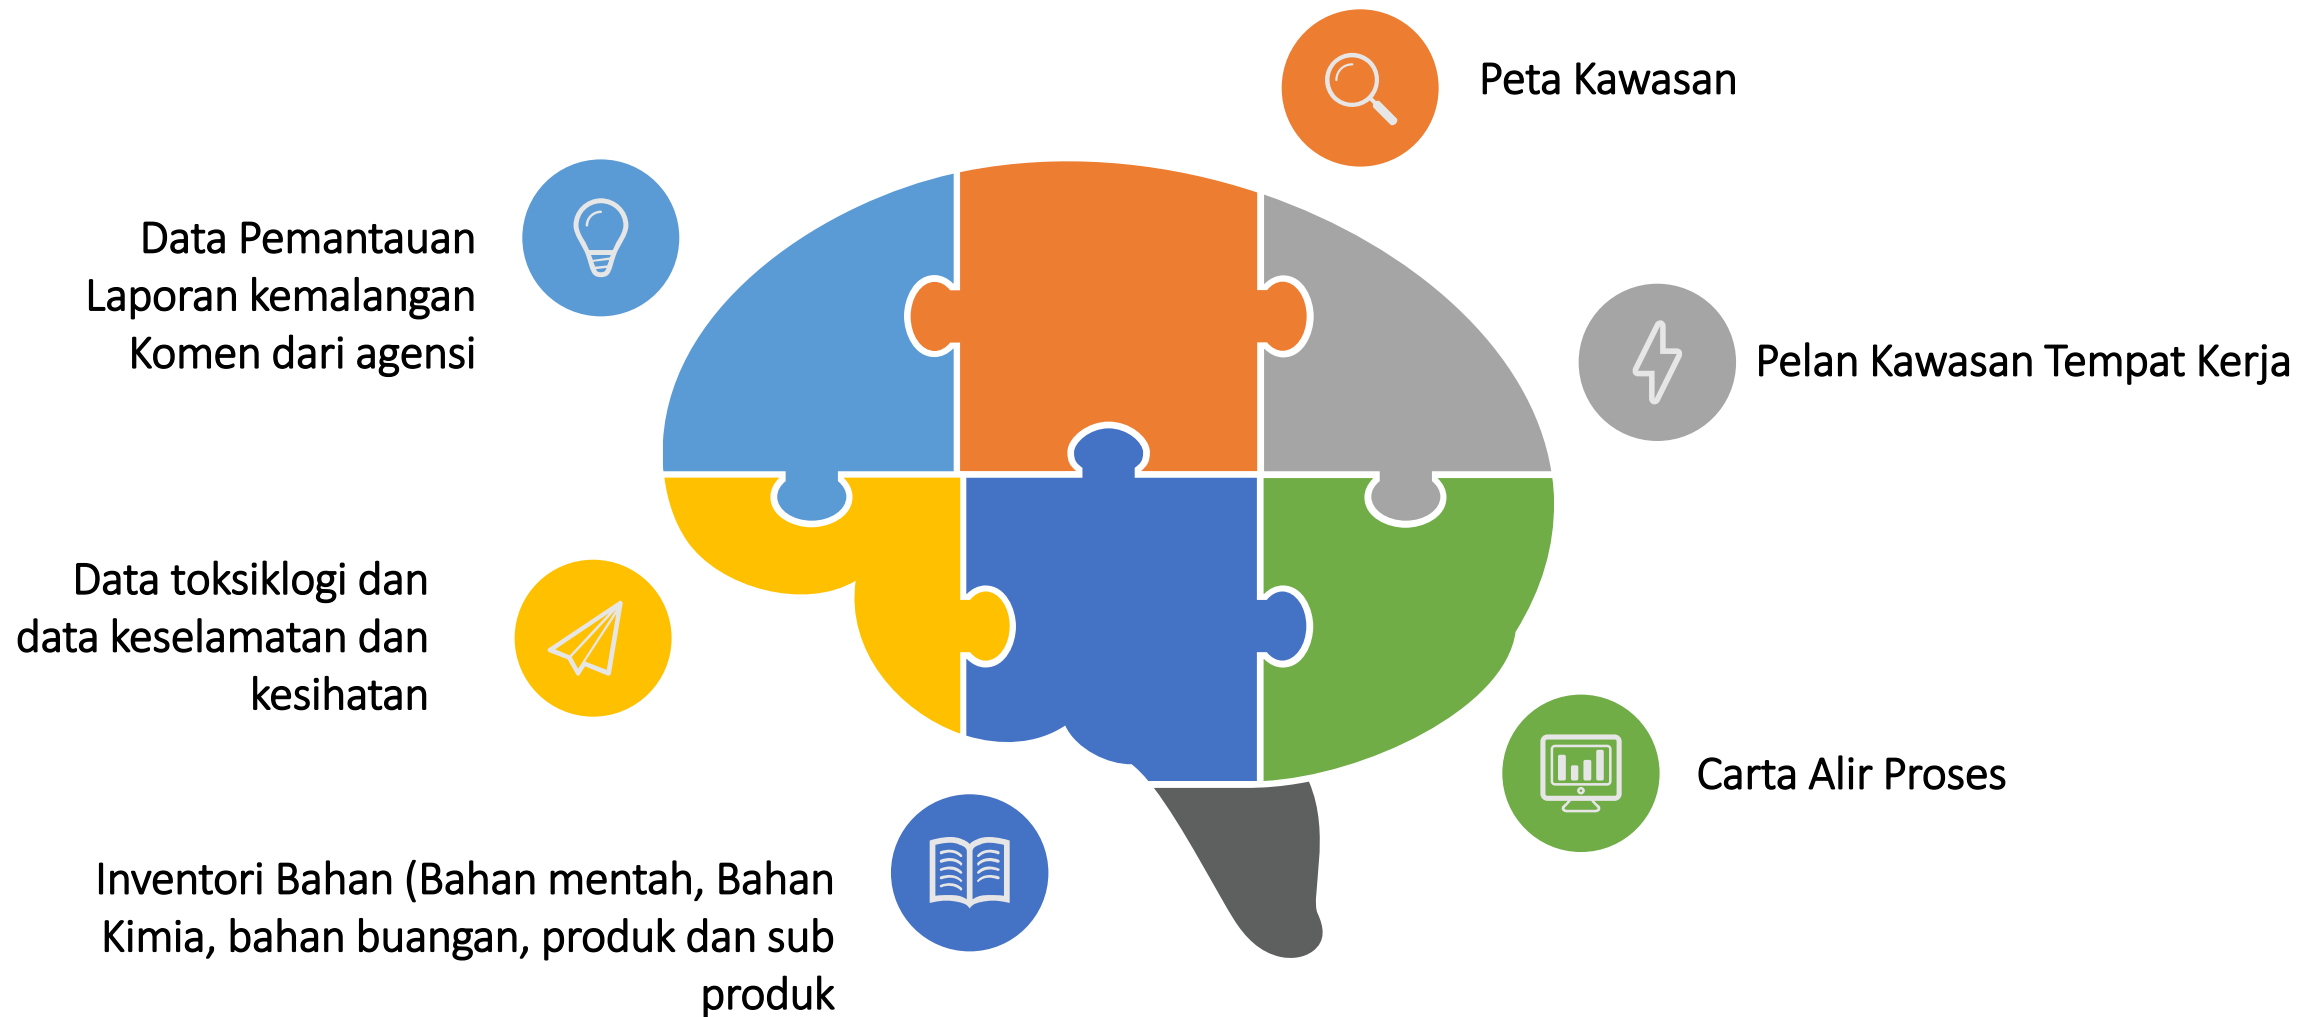 Peta Kawasan
Data Pemantauan
Laporan kemalangan
Komen dari agensi
Pelan Kawasan Tempat Kerja
Data toksiklogi dan
data keselamatan dan
kesihatan
Carta Alir Proses
Inventori Bahan (Bahan mentah, Bahan
Kimia, bahan buangan, produk dan sub
produk